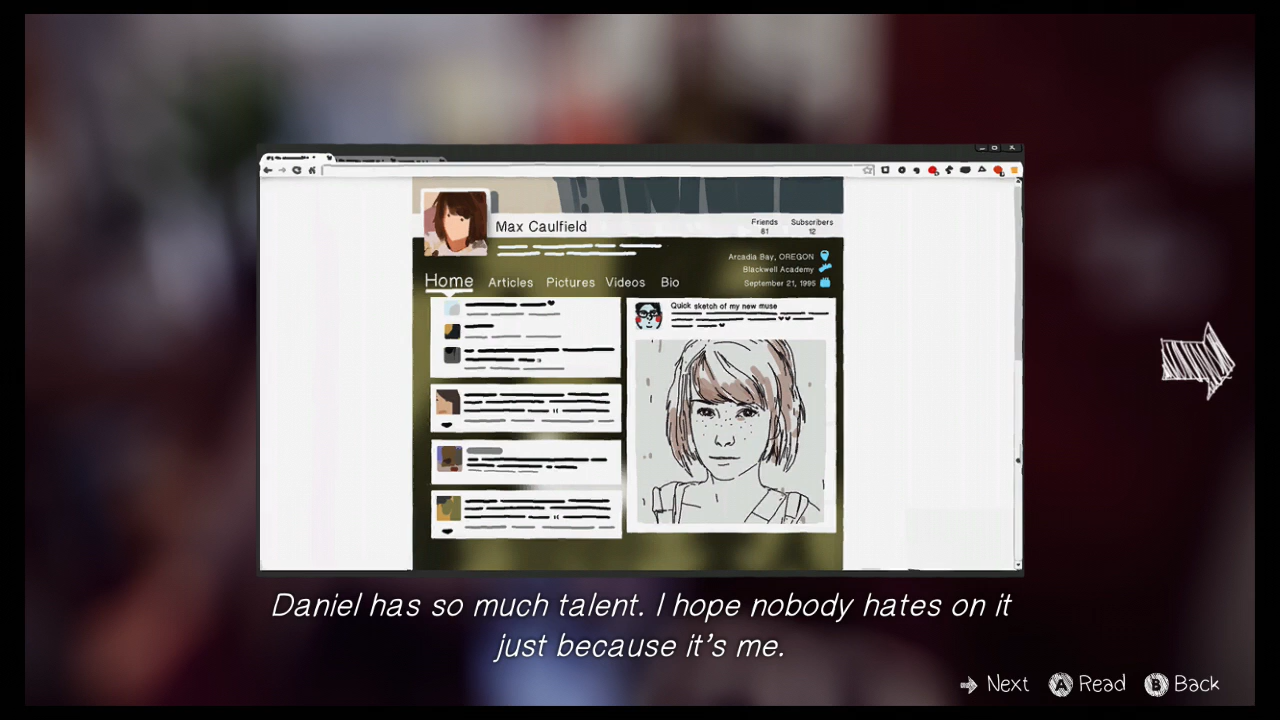 Max Caulfield
Friends
61
Subscribers
12
Arcadia Bay, OREGON
Blackwell Academy
September 21, 1995
Home Articles Pictures Videos Bio
Quick sketch of my new muse
Daniel has so much talent. I hope nobody hates on it
just because it's me.
Next A Read B Back